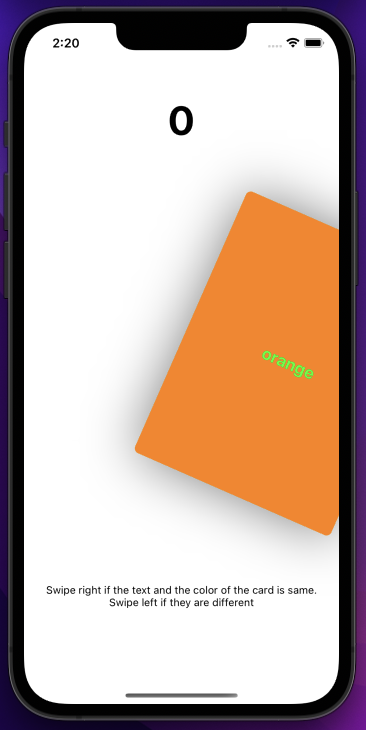 2:20
0
orange
Swipe right if the text and the color of the card is same.
Swipe left if they are different